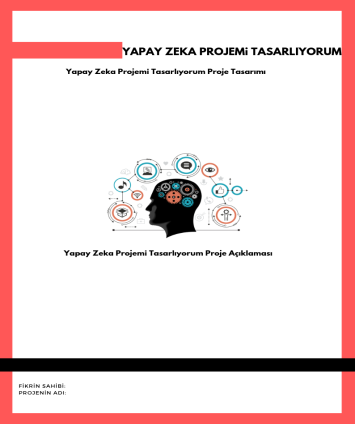 YAPAY ZEKA PROJEMi TASARLIYORUM
Yapay Zeka Projemi Tasarlıyorum Proje Tasarımı
Yapay Zeka Projemi Tasarlıyorum Proje Açıklaması
FİKRİN SAHİBİ:
PROJENİN ADI: